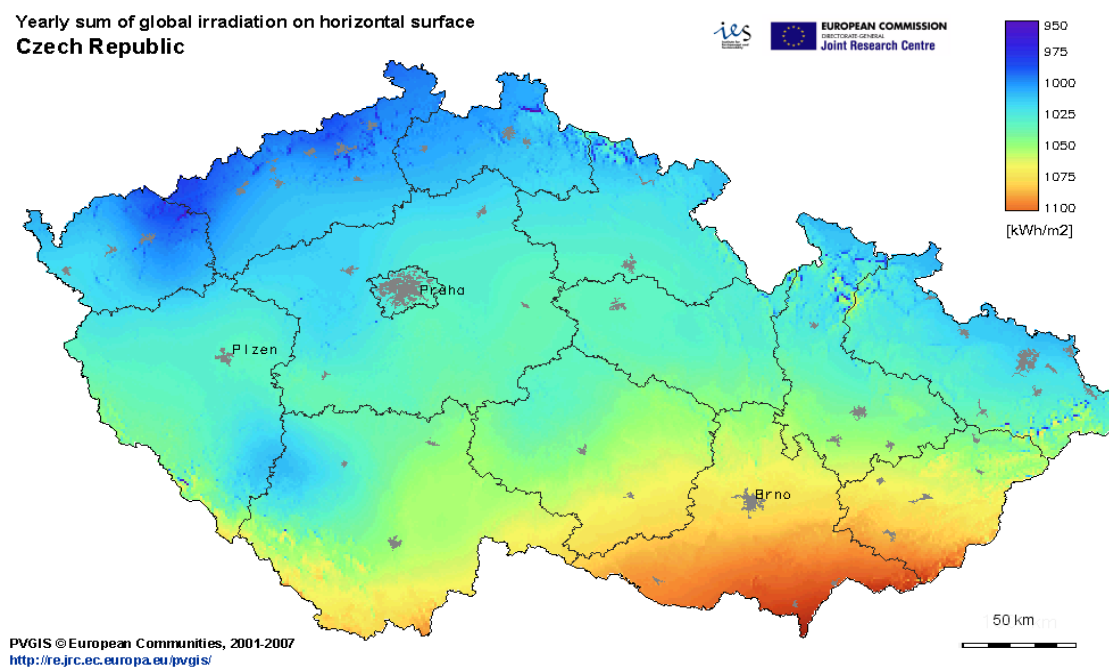 Yearly sum of global irradiation on horizontal surface
Czech Republic
ies
EUROPEAN COMMISSION
DIRECTORATE-GENERAL
Joint Research Centre
950
975
1000
1025
1050
1075
1100
[kWh/m2]
Praha
Plzen
Brno
50 km
PVGIS © European Communities, 2001-2007
http://re.jrc.ec.europa.eu/pvgis/